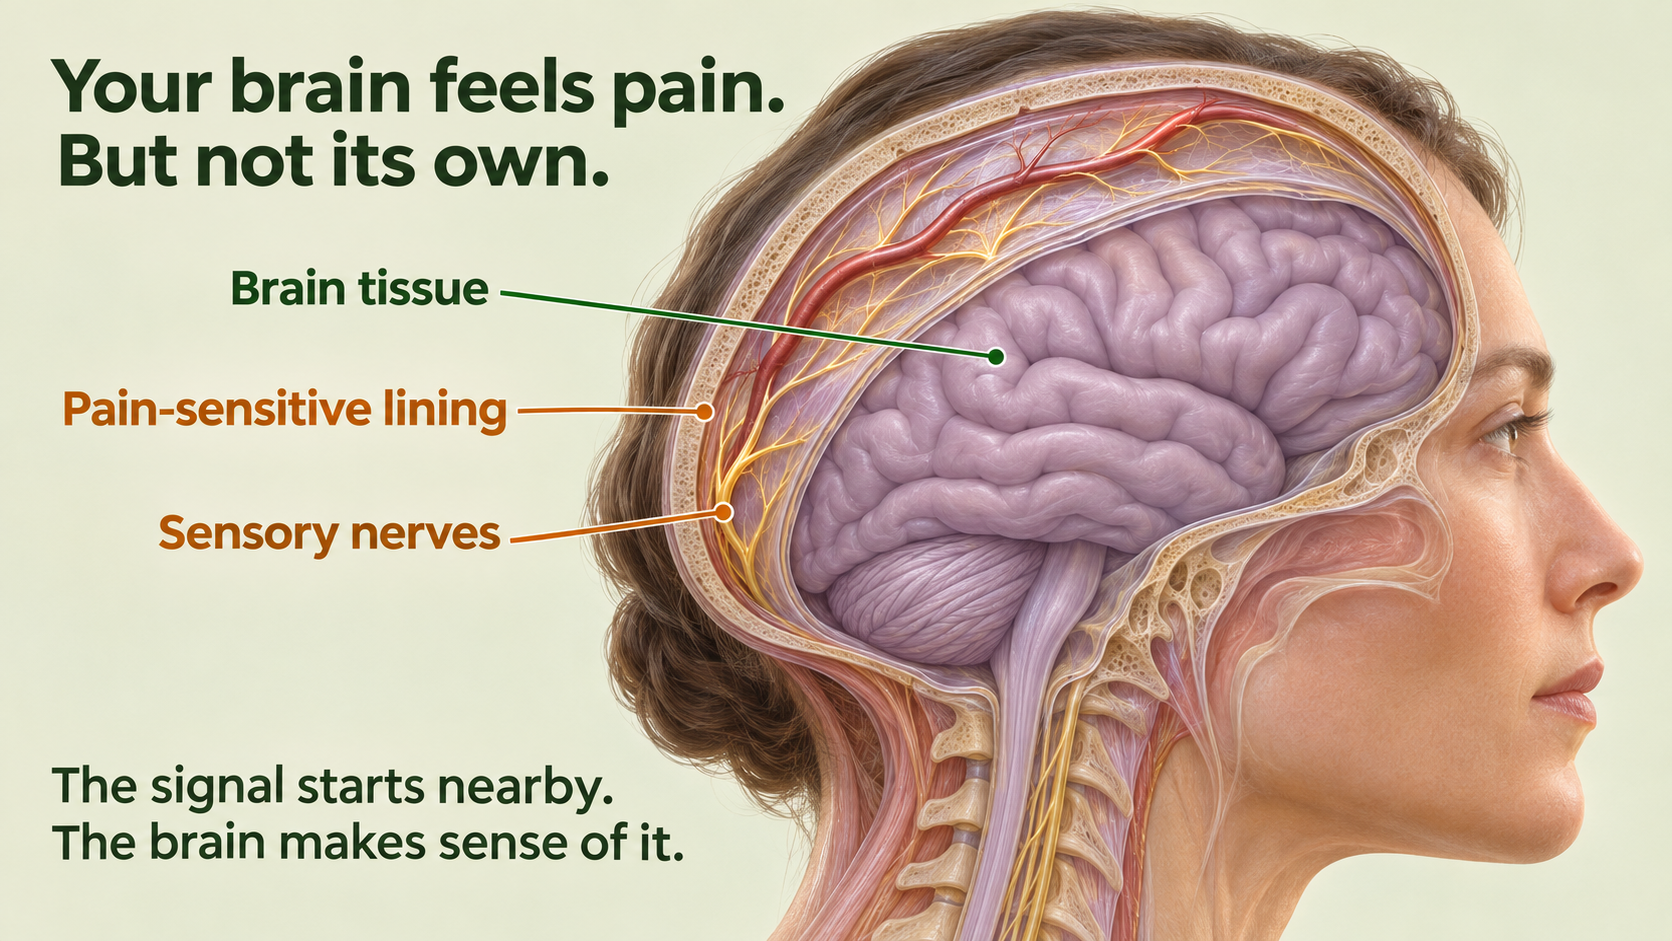 Your brain feels pain.
But not its own.
Brain tissue
Pain-sensitive lining
Sensory nerves
The signal starts nearby.
The brain makes sense of it.